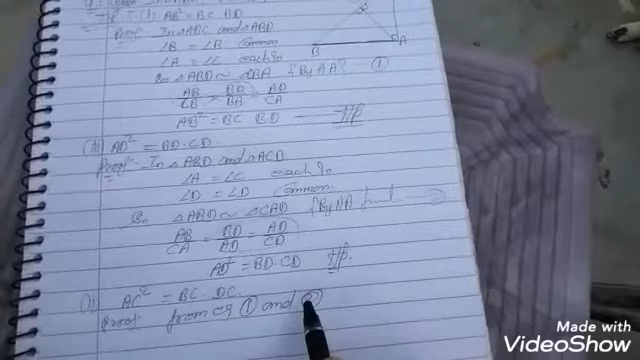 (i) AB² = BC BD
Proof In △ABC and △ABD
∠B = ∠B Common
∠A = ∠C each 90
So △ABD ~ △CBA {By AA} ①
AB/CB = BD/BA = AD/CA
AB² = BC BD H/p
AD² = BD·CD
Proof - In △ABD and △ACD
∠A = ∠C each 90
∠D = ∠D Common
So △ABD ~ △CAD {By AA ②
AB/CA = BD/AD = AD/CD
AD² = BD·CD H/p.
AC² = BC·DC
Proof from eq ① and ②
B
A
Made with
VideoShow